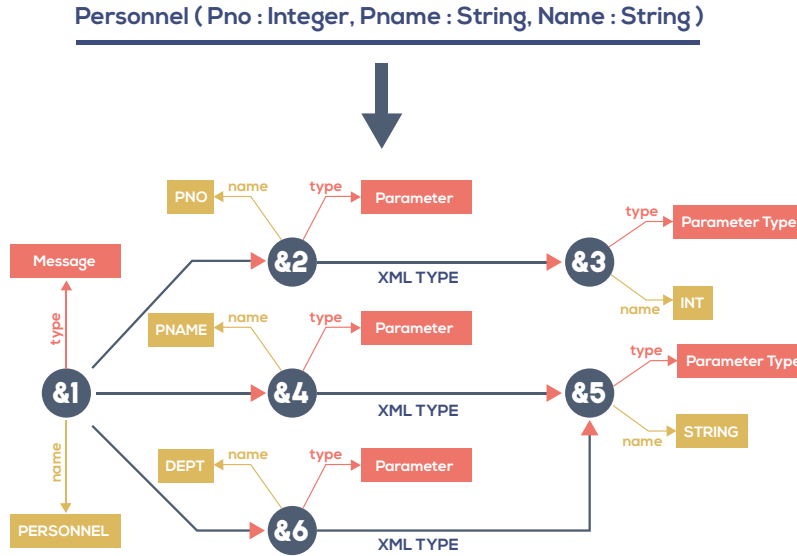 Personnel ( Pno : Integer, Pname : String, Name : String )
PNO
name
type
Parameter
type
Parameter Type
Message
&2
&3
XML TYPE
name
INT
type
PNAME
name
type
Parameter
type
Parameter Type
&1
&4
&5
XML TYPE
name
STRING
name
DEPT
name
type
Parameter
PERSONNEL
&6
XML TYPE